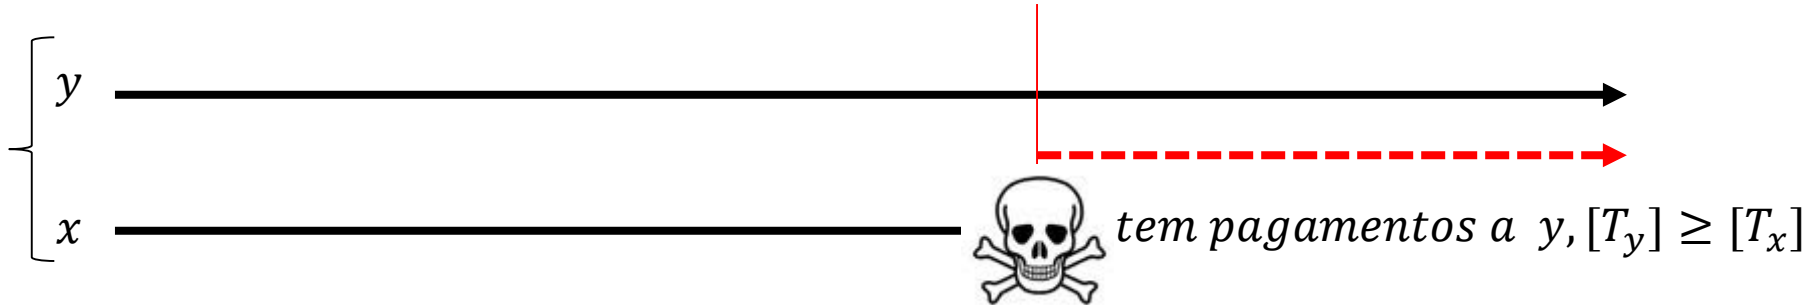 y
x tem pagamentos a y, [T_y] ≥ [T_x]